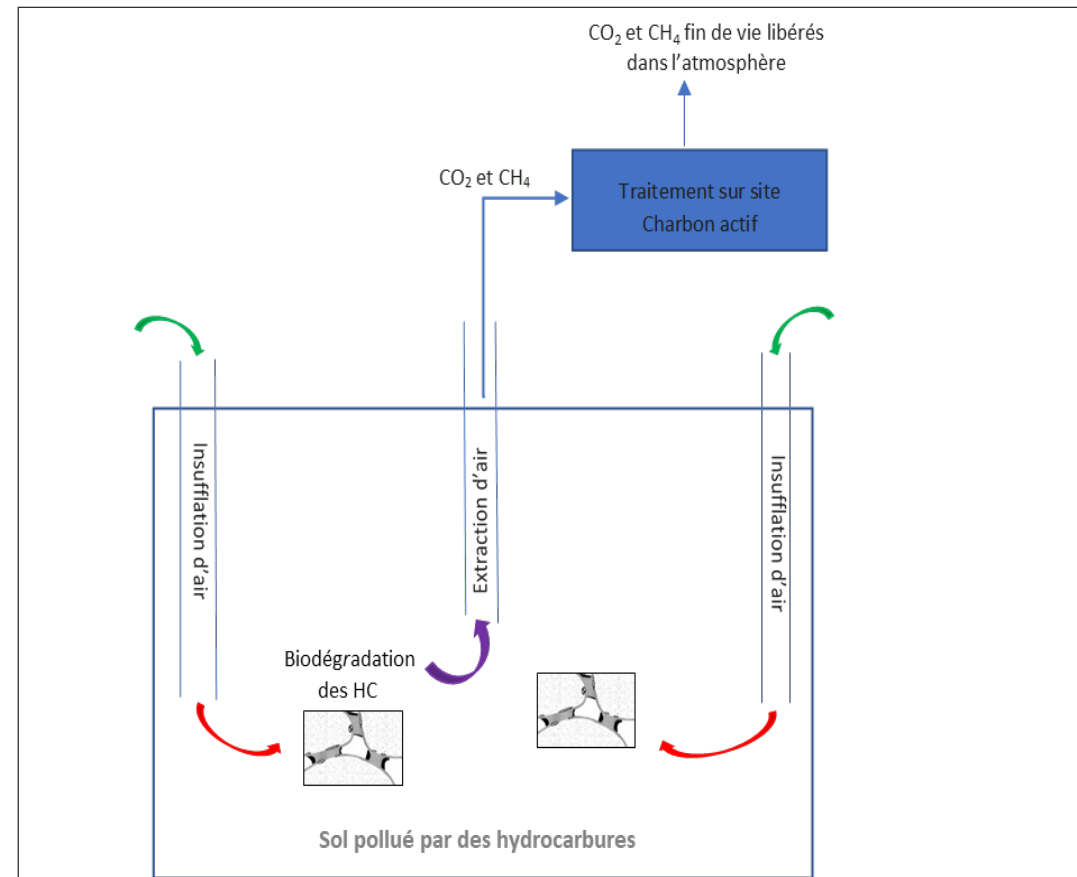 CO₂ et CH₄ fin de vie libérés
dans l'atmosphère
CO₂ et CH₄
Traitement sur site
Charbon actif
Insufflation d'air
Extraction d'air
Insufflation d'air
Biodégradation
des HC
Sol pollué par des hydrocarbures